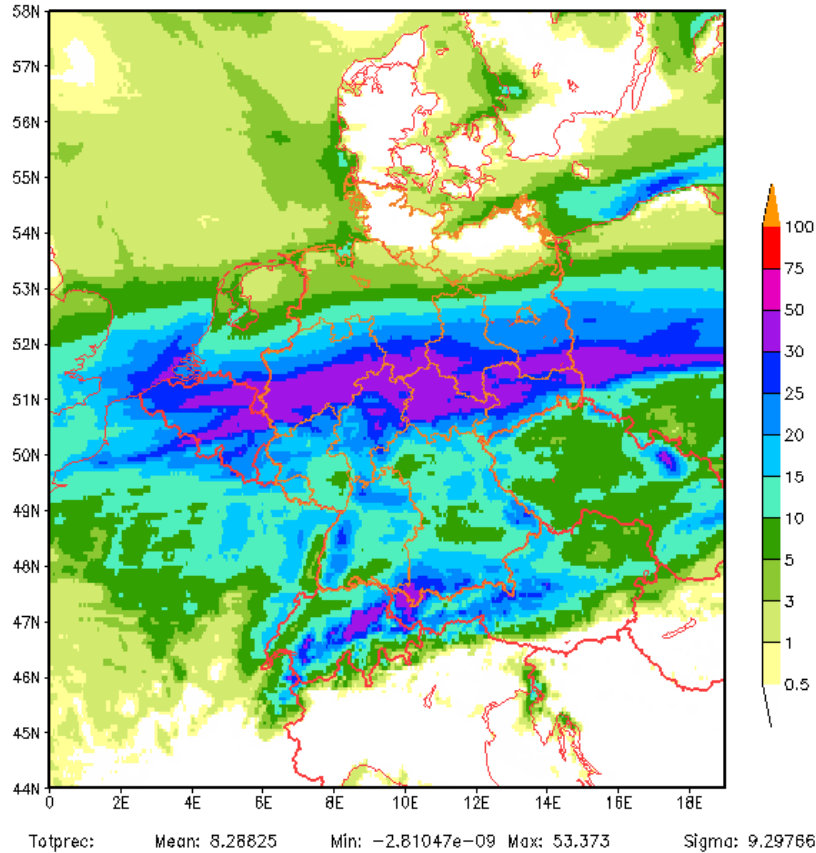 58N
57N
56N
55N
54N
53N
52N
51N
50N
49N
48N
47N
46N
45N
44N
0 2E 4E 6E 8E 10E 12E 14E 16E 18E
100
75
50
30
25
20
15
10
5
3
1
0.5
Totprec: Mean: 8.28825 Min: -2.81047e-09 Max: 53.373 Sigma: 9.29766